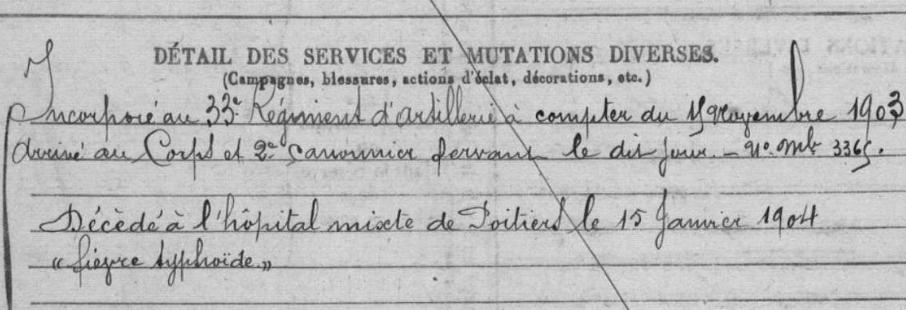 DÉTAIL DES SERVICES ET MUTATIONS DIVERSES.
(Campagnes, blessures, actions d'éclat, décorations, etc.)
Incorporé au 33e Régiment d'Artillerie à compter du 15 Novembre 1903
arrivé au Corps et 2e Canonnier servant le dit jour. - No. Mle 3365.
Décédé à l'hôpital mixte de Poitiers le 15 Janvier 1904
"fièvre typhoïde"